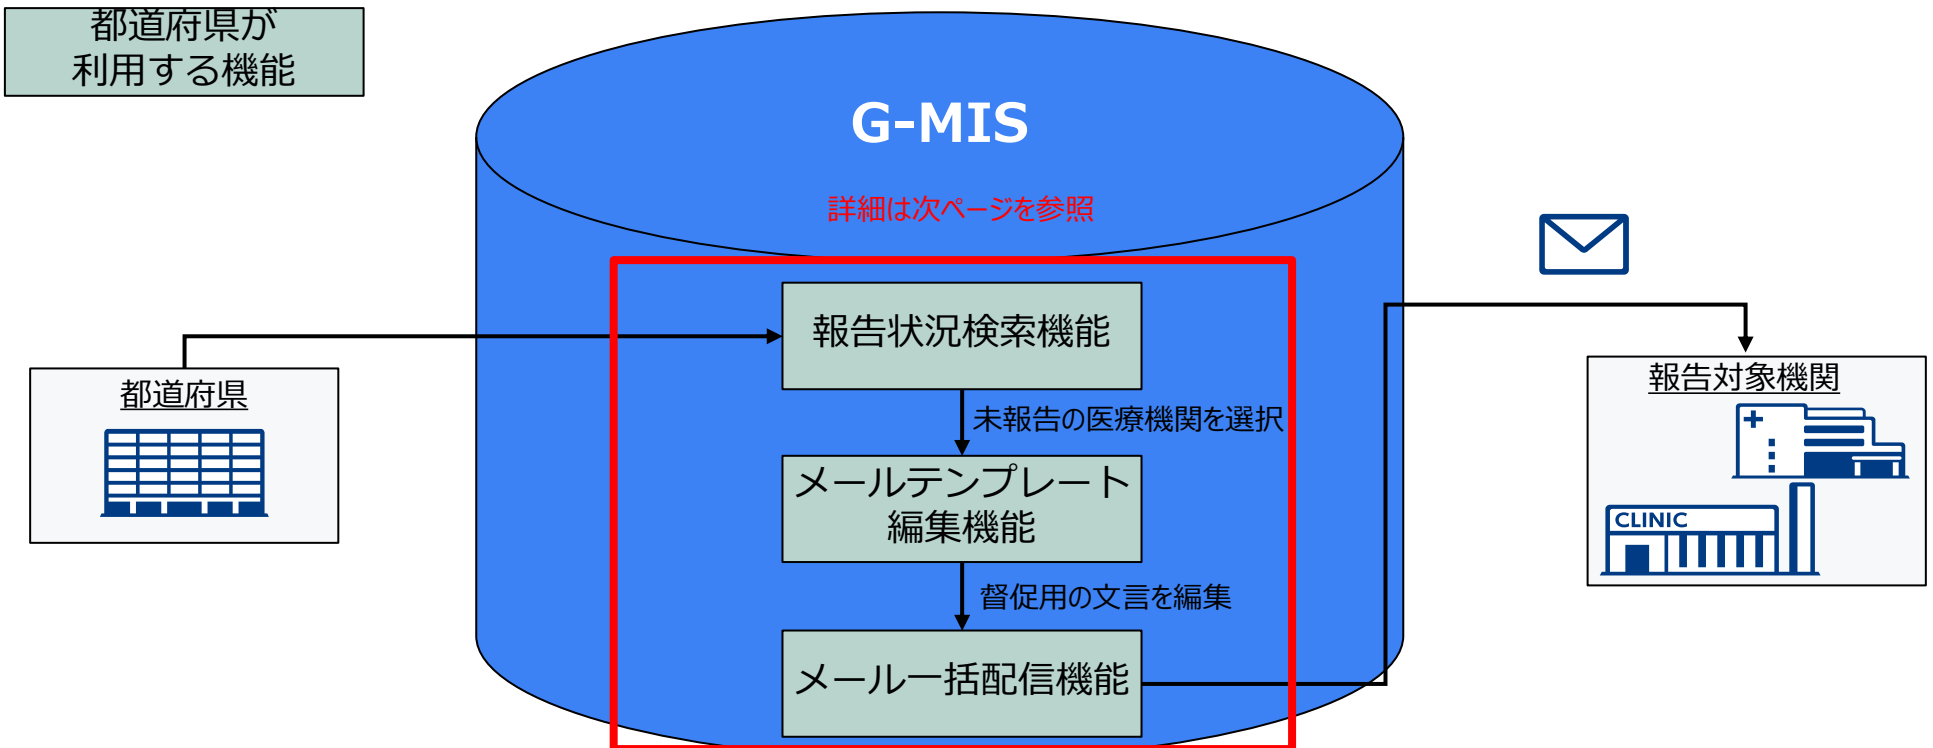 都道府県が
利用する機能
G-MIS
詳細は次ページを参照
報告状況検索機能
都道府県
未報告の医療機関を選択
報告対象機関
メールテンプレート
編集機能
CLINIC
督促用の文言を編集
メール一括配信機能